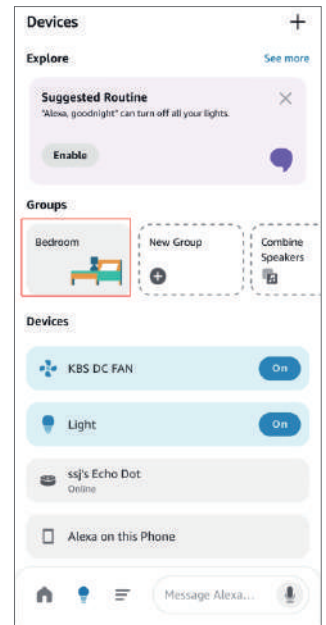 Devices
Explore
See more
Suggested Routine
"Alexa, goodnight" can turn off all your lights.
Enable
Groups
Bedroom
New Group
Combine
Speakers
Devices
KBS DC FAN
On
Light
On
ssj's Echo Dot
Online
Alexa on this Phone
Message Alexa...